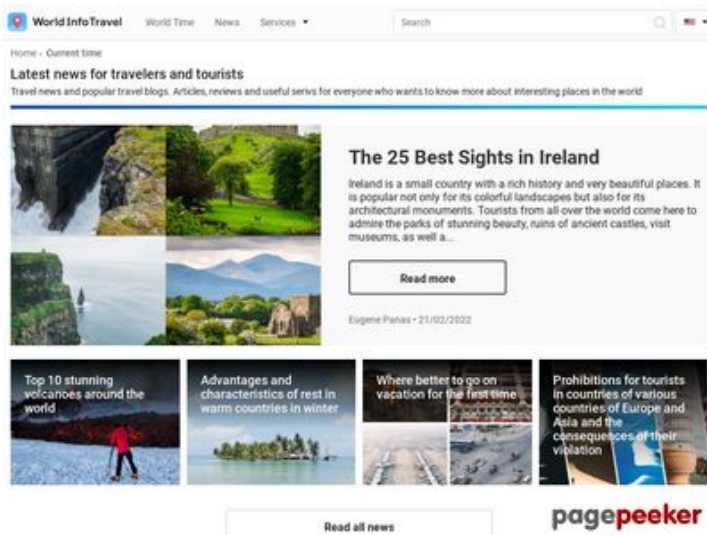 World InfoTravel World Time News Services Search
Home - Current time
Latest news for travelers and tourists
Travel news and popular travel blogs. Articles, reviews and useful serivs for everyone who wants to know more about interesting places in the world
The 25 Best Sights in Ireland
Ireland is a small country with a rich history and very beautiful places. It
is popular not only for its colorful landscapes but also for its
architectural monuments. Tourists from all over the world come here to
admire the parks of stunning beauty, ruins of ancient castles, visit
museums, as well a...
Read more
Eugene Panas • 21/02/2022
Top 10 stunning
volcanoes around the
world
Advantages and
characteristics of rest in
warm countries in winter
Where better to go on
vacation for the first time
Prohibitions for tourists
in countries of various
countries of Europe and
Asia and the
consequences of their
violation
Read all news
pagepeeker